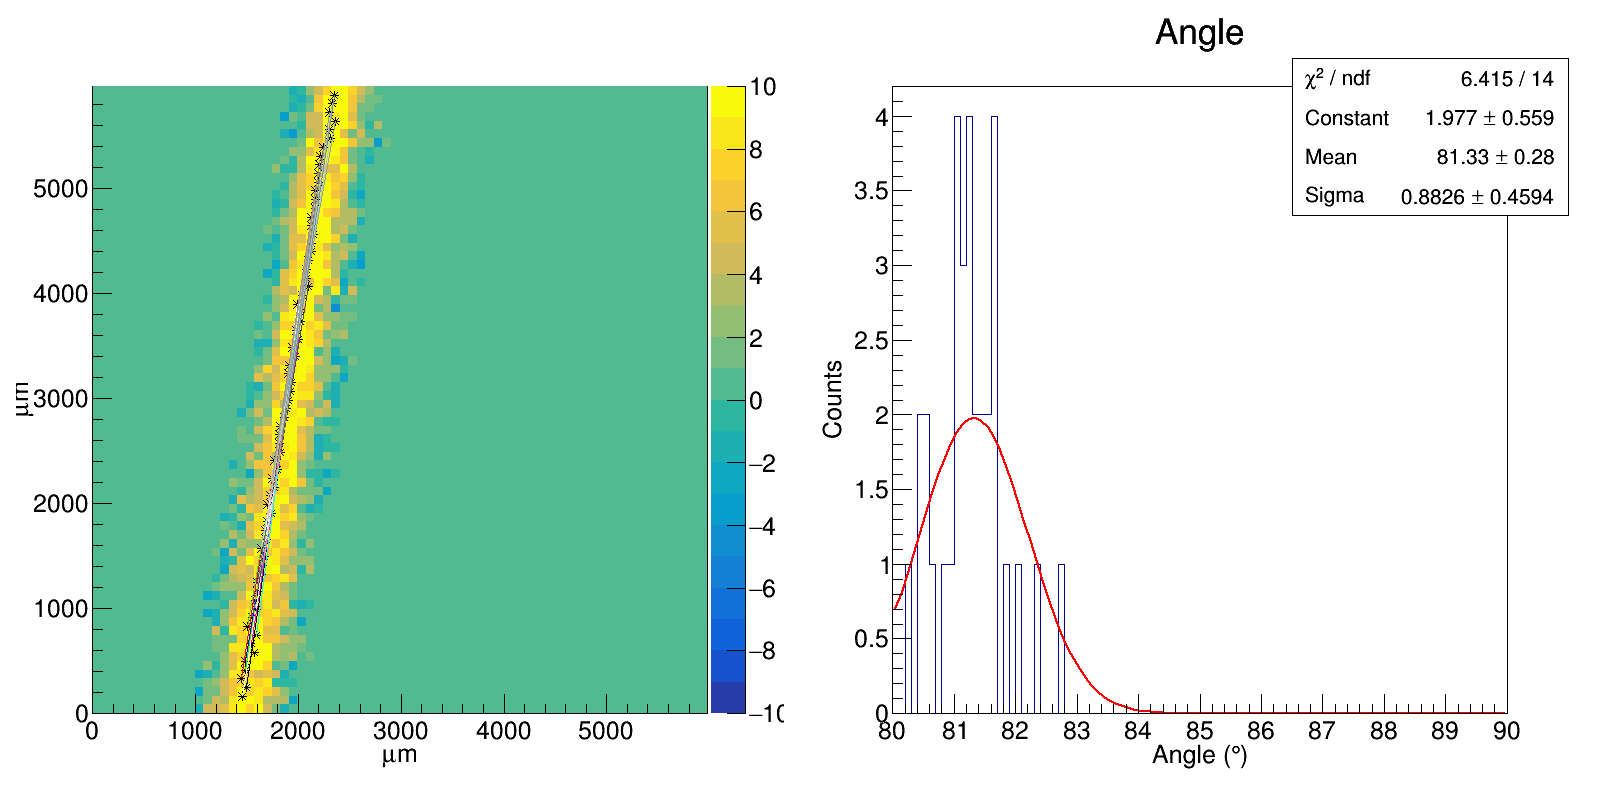 Angle
χ² / ndf 6.415 / 14
Constant 1.977 ± 0.559
Mean 81.33 ± 0.28
Sigma 0.8826 ± 0.4594
10
8
6
4
2
0
−2
−4
−6
−8
−10
5000
4000
3000
2000
1000
0
μm
0 1000 2000 3000 4000 5000
μm
4
3.5
3
2.5
2
1.5
1
0.5
0
Counts
80 81 82 83 84 85 86 87 88 89 90
Angle (°)